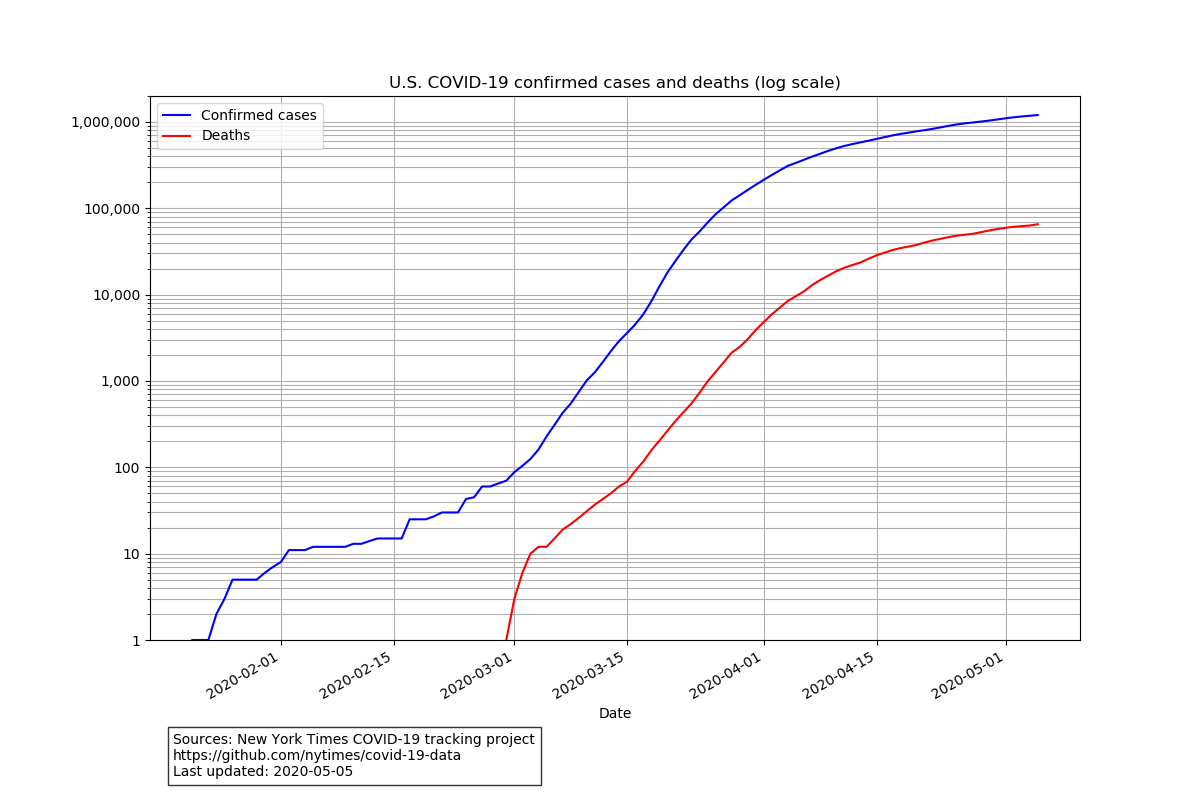 U.S. COVID-19 confirmed cases and deaths (log scale)
Confirmed cases
Deaths
1,000,000
100,000
10,000
1,000
100
10
1
2020-02-01
2020-02-15
2020-03-01
2020-03-15
2020-04-01
2020-04-15
2020-05-01
Date
Sources: New York Times COVID-19 tracking project
https://github.com/nytimes/covid-19-data
Last updated: 2020-05-05